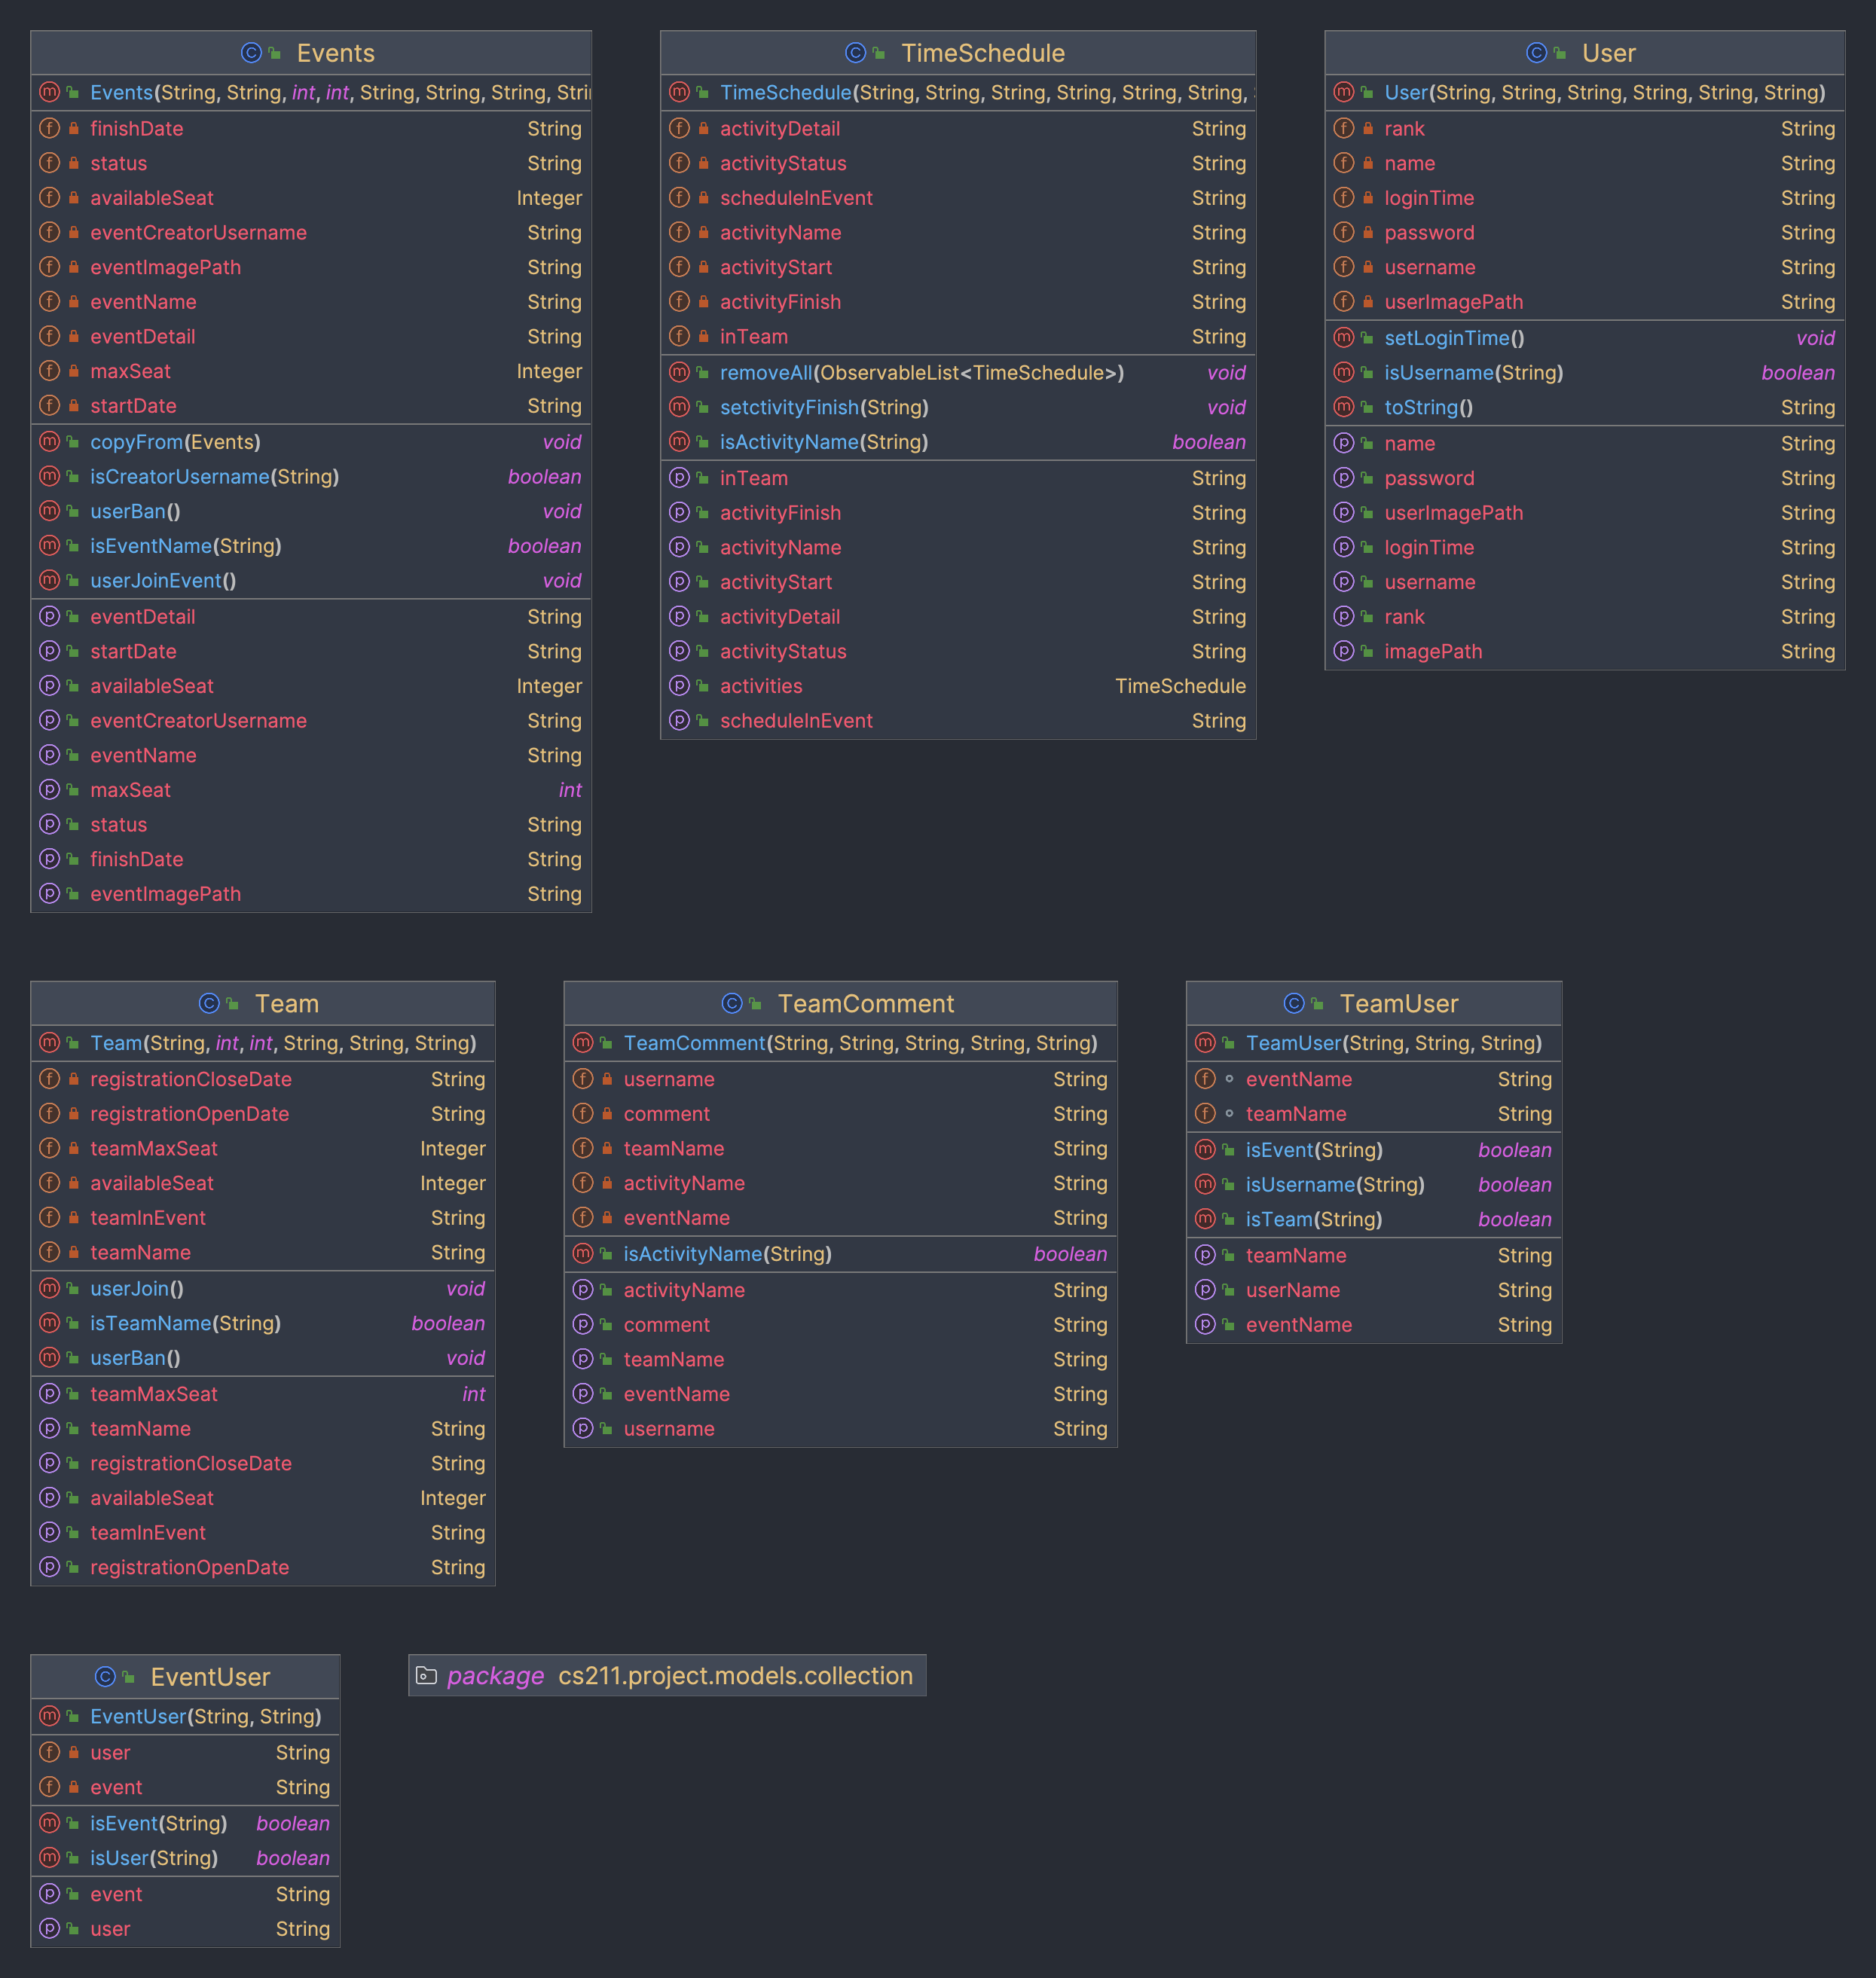 Events
Events(String, String, int, int, String, String, String, Stri
finishDate String
status String
availableSeat Integer
eventCreatorUsername String
eventImagePath String
eventName String
eventDetail String
maxSeat Integer
startDate String
copyFrom(Events) void
isCreatorUsername(String) boolean
userBan() void
isEventName(String) boolean
userJoinEvent() void
eventDetail String
startDate String
availableSeat Integer
eventCreatorUsername String
eventName String
maxSeat int
status String
finishDate String
eventImagePath String
TimeSchedule
TimeSchedule(String, String, String, String, String, String,
activityDetail String
activityStatus String
scheduleInEvent String
activityName String
activityStart String
activityFinish String
inTeam String
removeAll(ObservableList<TimeSchedule>) void
setctivityFinish(String) void
isActivityName(String) boolean
inTeam String
activityFinish String
activityName String
activityStart String
activityDetail String
activityStatus String
activities TimeSchedule
scheduleInEvent String
User
User(String, String, String, String, String, String)
rank String
name String
loginTime String
password String
username String
userImagePath String
setLoginTime() void
isUsername(String) boolean
toString() String
name String
password String
userImagePath String
loginTime String
username String
rank String
imagePath String
Team
Team(String, int, int, String, String, String)
registrationCloseDate String
registrationOpenDate String
teamMaxSeat Integer
availableSeat Integer
teamInEvent String
teamName String
userJoin() void
isTeamName(String) boolean
userBan() void
teamMaxSeat int
teamName String
registrationCloseDate String
availableSeat Integer
teamInEvent String
registrationOpenDate String
TeamComment
TeamComment(String, String, String, String, String)
username String
comment String
teamName String
activityName String
eventName String
isActivityName(String) boolean
activityName String
comment String
teamName String
eventName String
username String
TeamUser
TeamUser(String, String, String)
eventName String
teamName String
isEvent(String) boolean
isUsername(String) boolean
isTeam(String) boolean
teamName String
userName String
eventName String
EventUser
EventUser(String, String)
user String
event String
isEvent(String) boolean
isUser(String) boolean
event String
user String
package cs211.project.models.collection